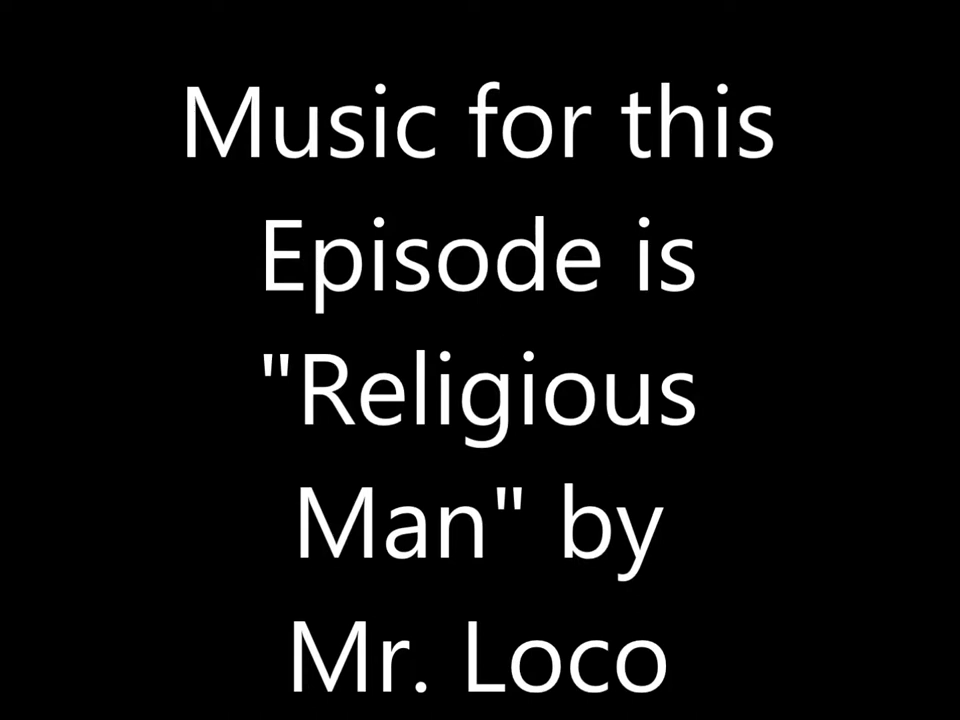 Music for this
Episode is
"Religious
Man" by
Mr. Loco